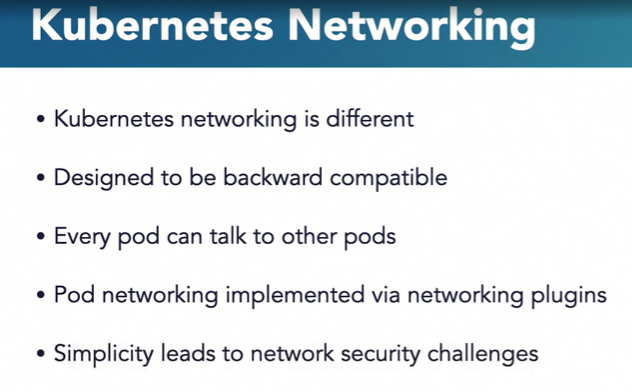 Kubernetes Networking
• Kubernetes networking is different
• Designed to be backward compatible
• Every pod can talk to other pods
• Pod networking implemented via networking plugins
• Simplicity leads to network security challenges